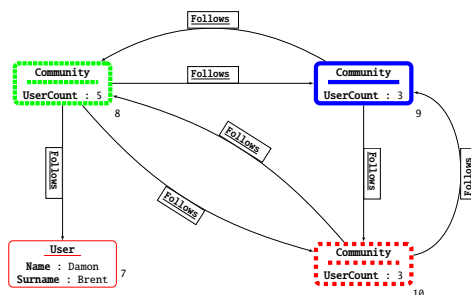 Follows
Community
UserCount : 5
8
Follows
Community
UserCount : 3
9
Follows
Follows
Follows
Follows
Follows
User
Name : Damon
Surname : Brent
7
Community
UserCount : 3
10